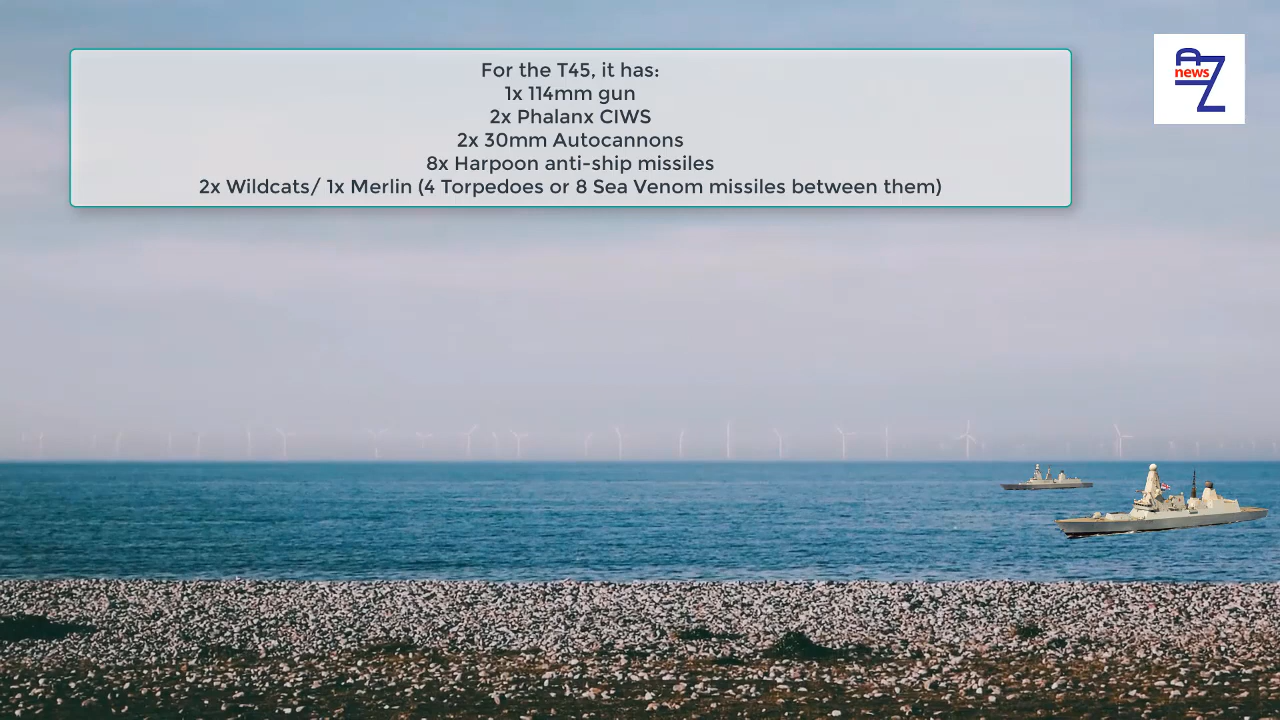 For the T45, it has:
1x 114mm gun
2x Phalanx CIWS
2x 30mm Autocannons
8x Harpoon anti-ship missiles
2x Wildcats/ 1x Merlin (4 Torpedoes or 8 Sea Venom missiles between them)
A
news
Z